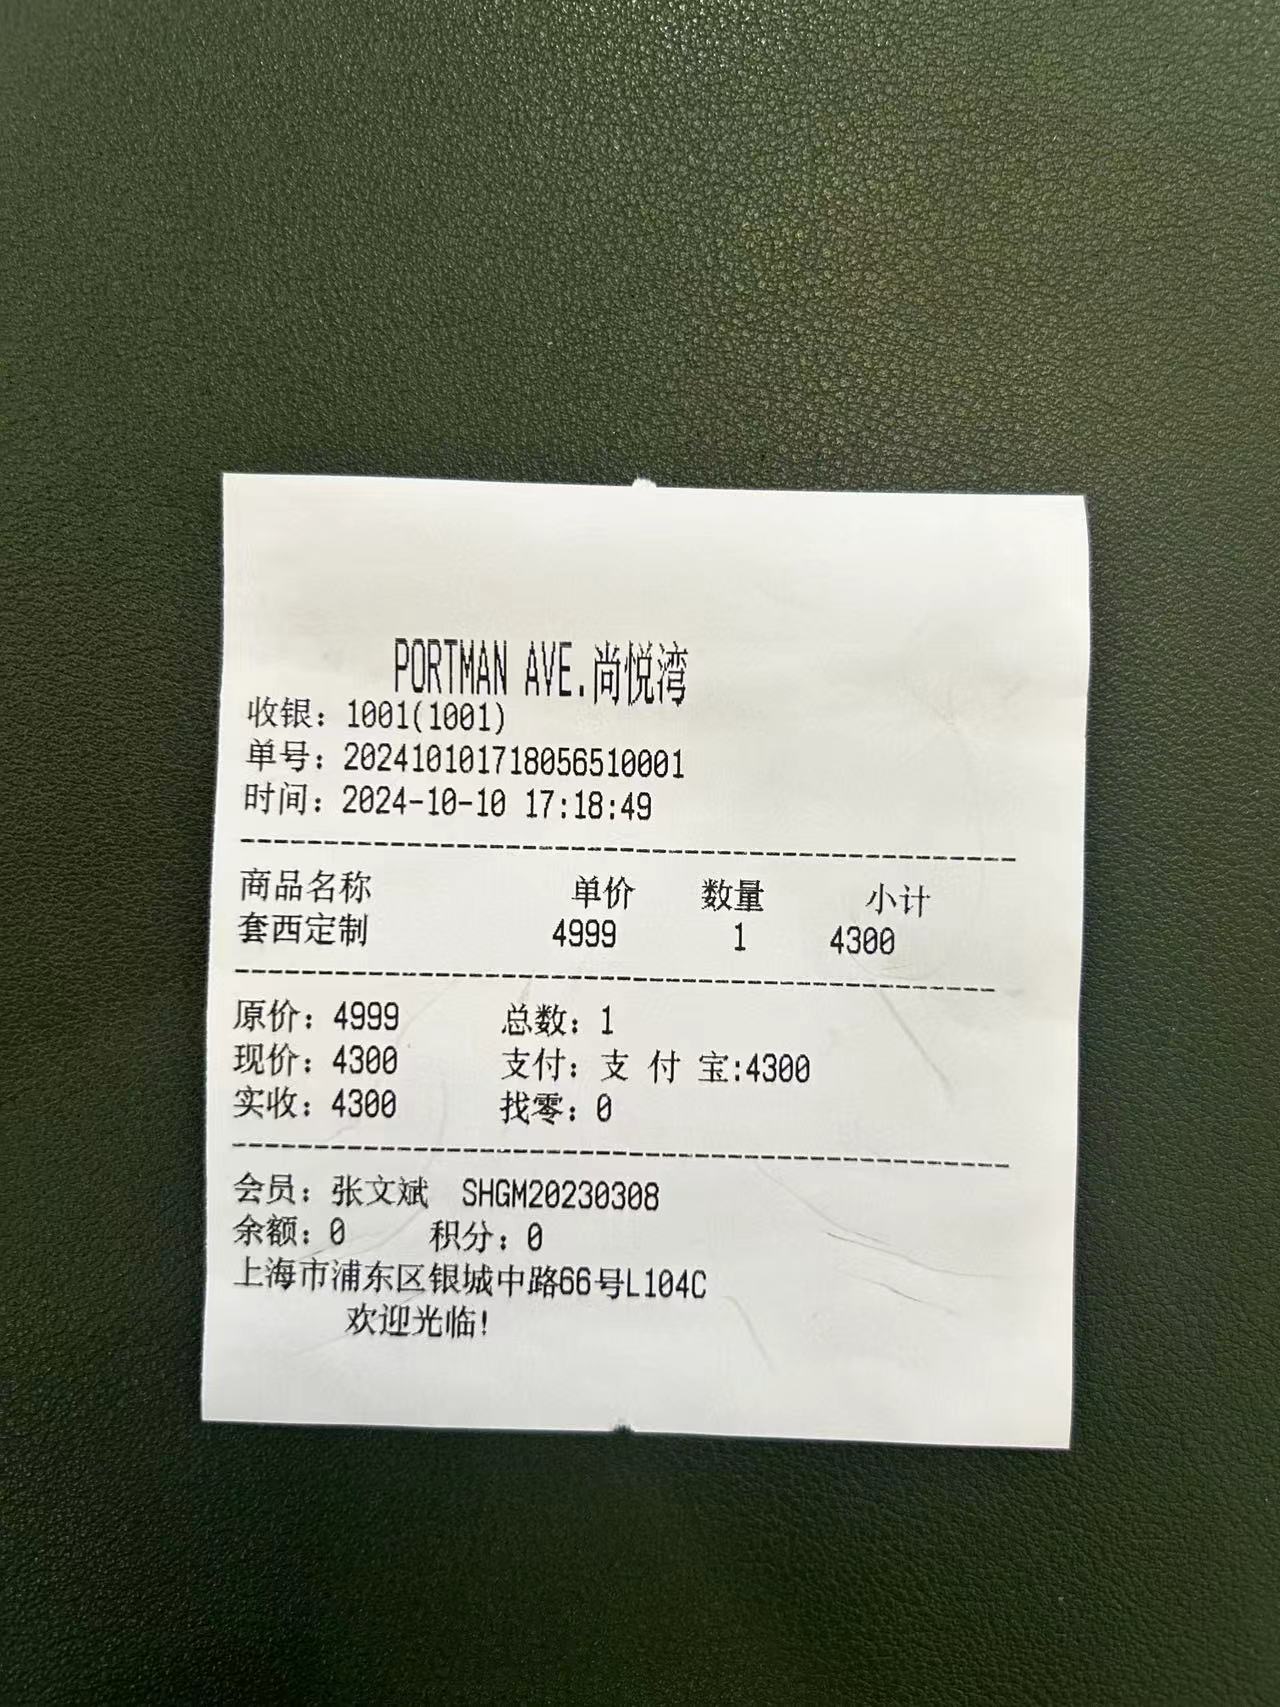 PORTMAN AVE.尚悦湾
收银：1001(1001)
单号：202410101718056510001
时间：2024-10-10 17:18:49
商品名称 单价 数量 小计
套西定制 4999 1 4300
原价：4999 总数：1
现价：4300 支付：支 付 宝:4300
实收：4300 找零：0
会员：张文斌 SHGM20230308
余额：0 积分：0
上海市浦东区银城中路66号L104C
欢迎光临!